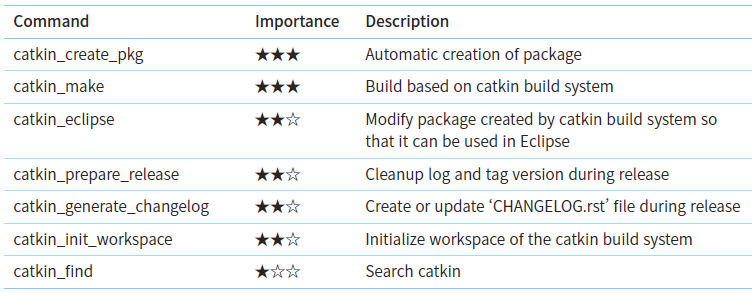 Command Importance Description
catkin_create_pkg ★★★ Automatic creation of package
catkin_make ★★★ Build based on catkin build system
catkin_eclipse ★★☆ Modify package created by catkin build system so
that it can be used in Eclipse
catkin_prepare_release ★★☆ Cleanup log and tag version during release
catkin_generate_changelog ★★☆ Create or update ‘CHANGELOG.rst’ file during release
catkin_init_workspace ★★☆ Initialize workspace of the catkin build system
catkin_find ★☆☆ Search catkin